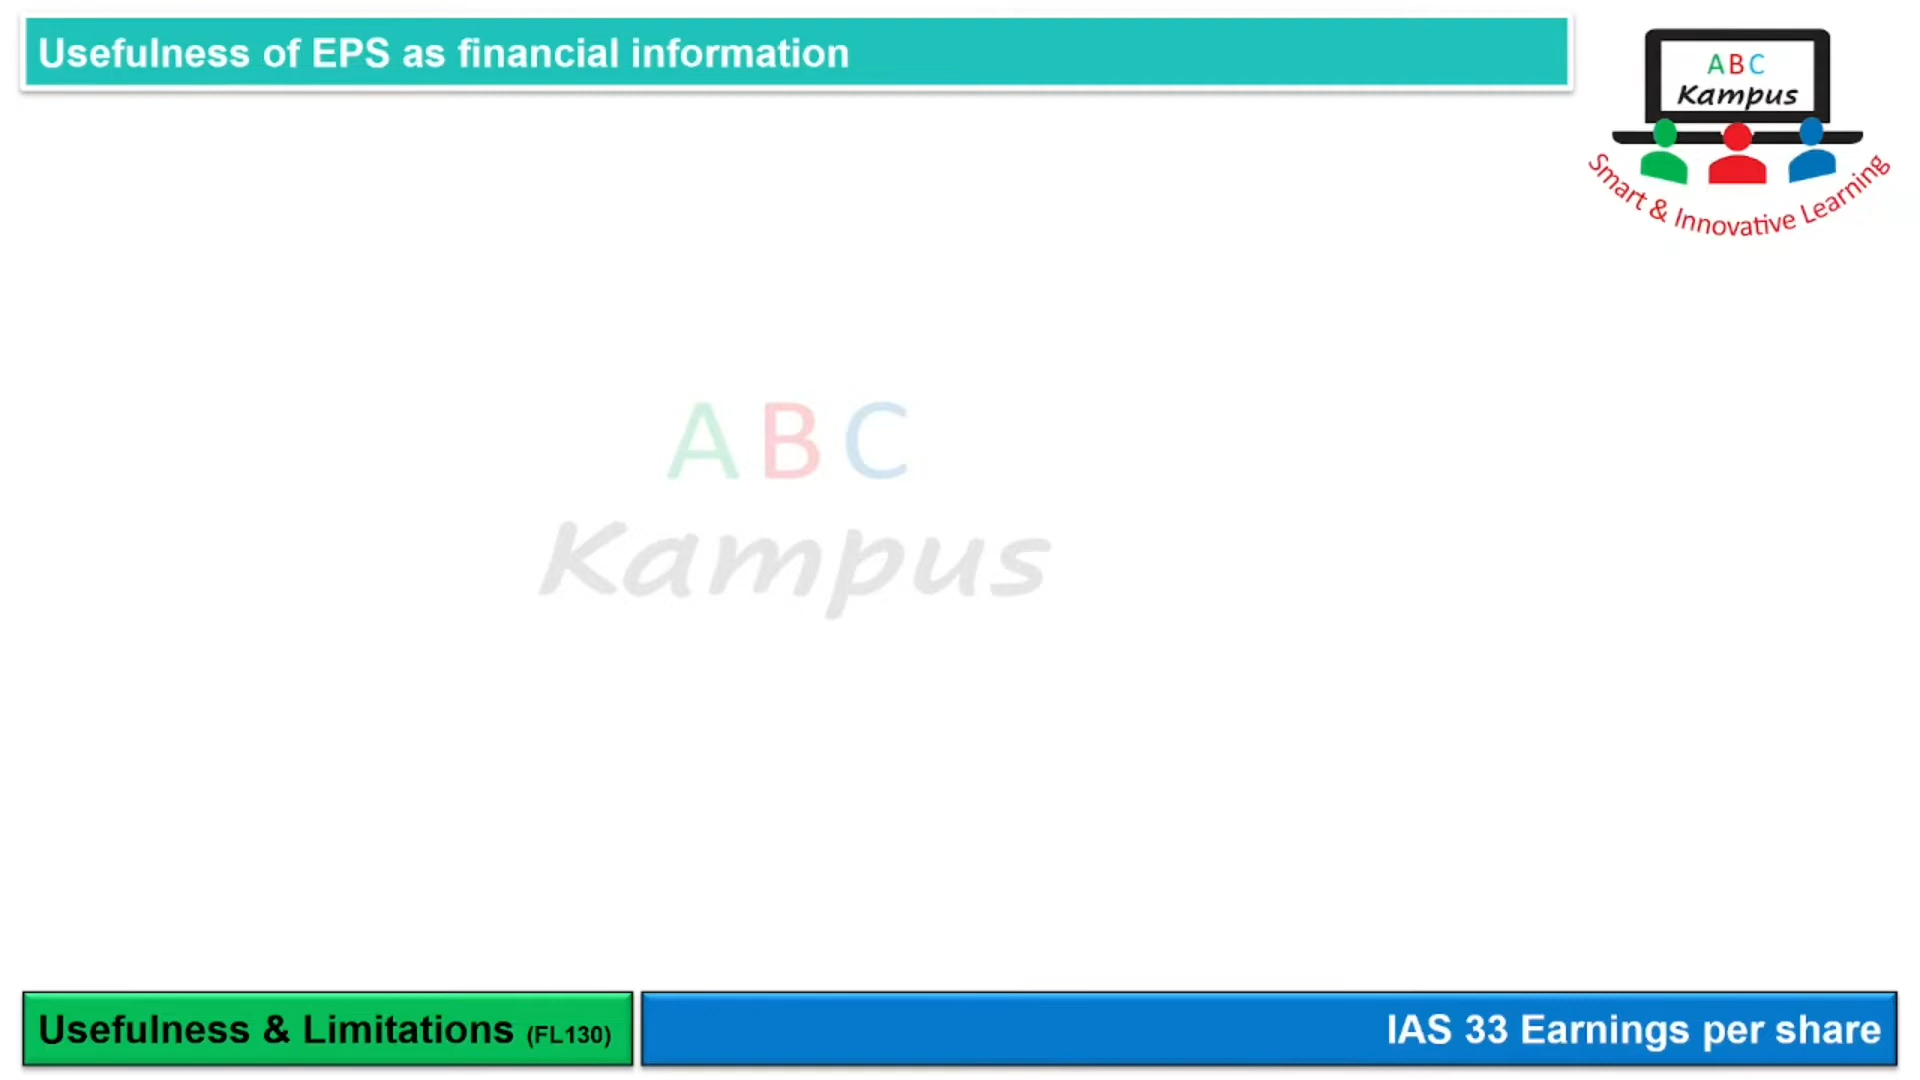 Usefulness of EPS as financial information
ABC
Kampus
Smart & Innovative Learning
ABC
Kampus
Usefulness & Limitations (FL130)
IAS 33 Earnings per share